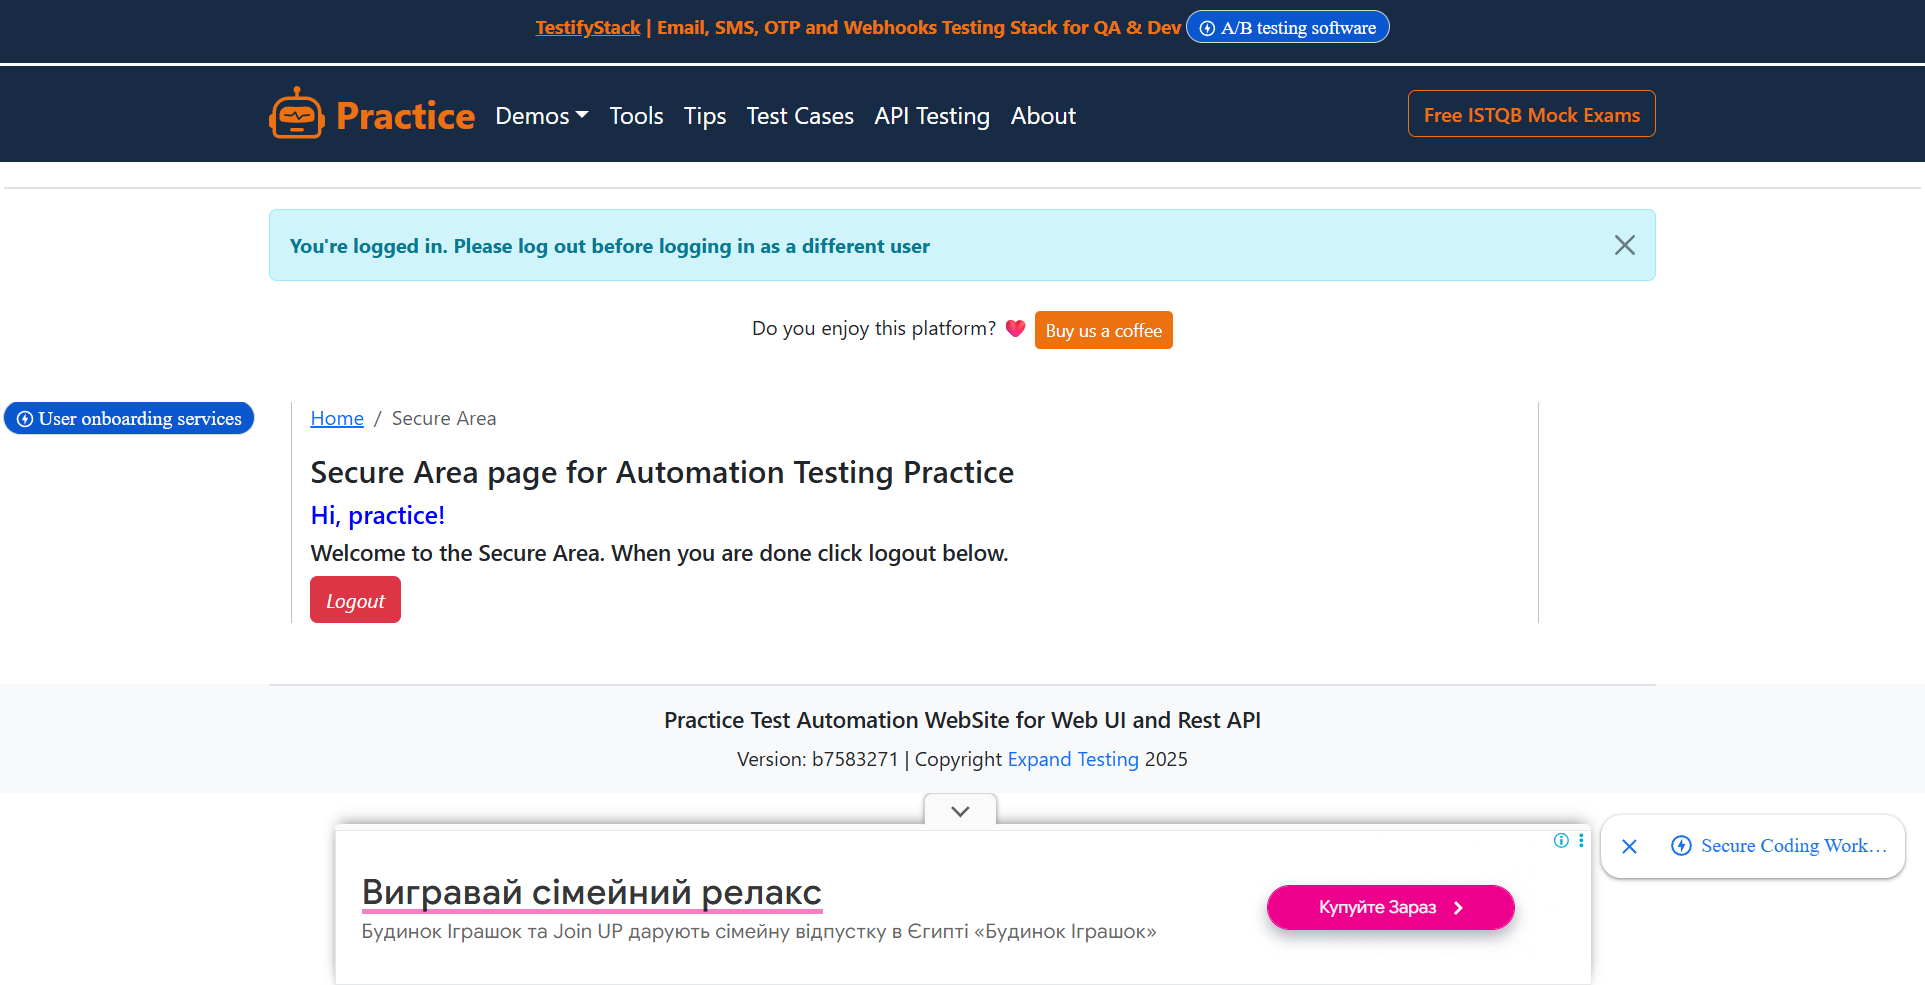 TestifyStack | Email, SMS, OTP and Webhooks Testing Stack for QA & Dev A/B testing software
Practice Demos Tools Tips Test Cases API Testing About Free ISTQB Mock Exams
You're logged in. Please log out before logging in as a different user
Do you enjoy this platform? Buy us a coffee
User onboarding services
Home / Secure Area
Secure Area page for Automation Testing Practice
Hi, practice!
Welcome to the Secure Area. When you are done click logout below.
Logout
Practice Test Automation WebSite for Web UI and Rest API
Version: b7583271 | Copyright Expand Testing 2025
Вигравай сімейний релакс
Будинок Іграшок та Join UP дарують сімейну відпустку в Єгипті «Будинок Іграшок»
Купуйте Зараз
Secure Coding Work...